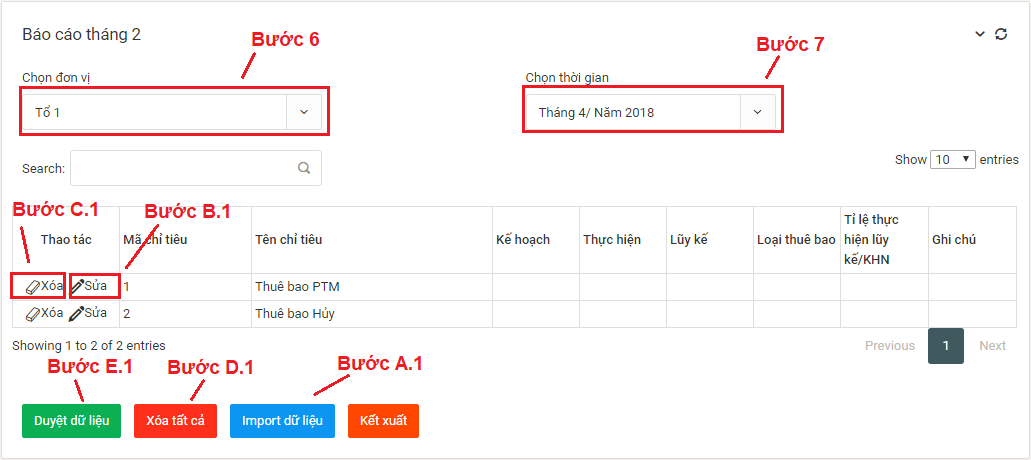 Báo cáo tháng 2
Bước 6
Bước 7
Chọn đơn vị
Chọn thời gian
Tổ 1
Tháng 4/ Năm 2018
Search:
Show 10 entries
Bước C.1
Bước B.1
Thao tác
Mã chỉ tiêu
Tên chỉ tiêu
Kế hoạch
Thực hiện
Lũy kế
Loại thuê bao
Tỉ lệ thực
hiện lũy
kế/KHN
Ghi chú
Xóa Sửa 1 Thuê bao PTM
Xóa Sửa 2 Thuê bao Hủy
Showing 1 to 2 of 2 entries
Previous 1 Next
Bước E.1
Bước D.1
Bước A.1
Duyệt dữ liệu
Xóa tất cả
Import dữ liệu
Kết xuất